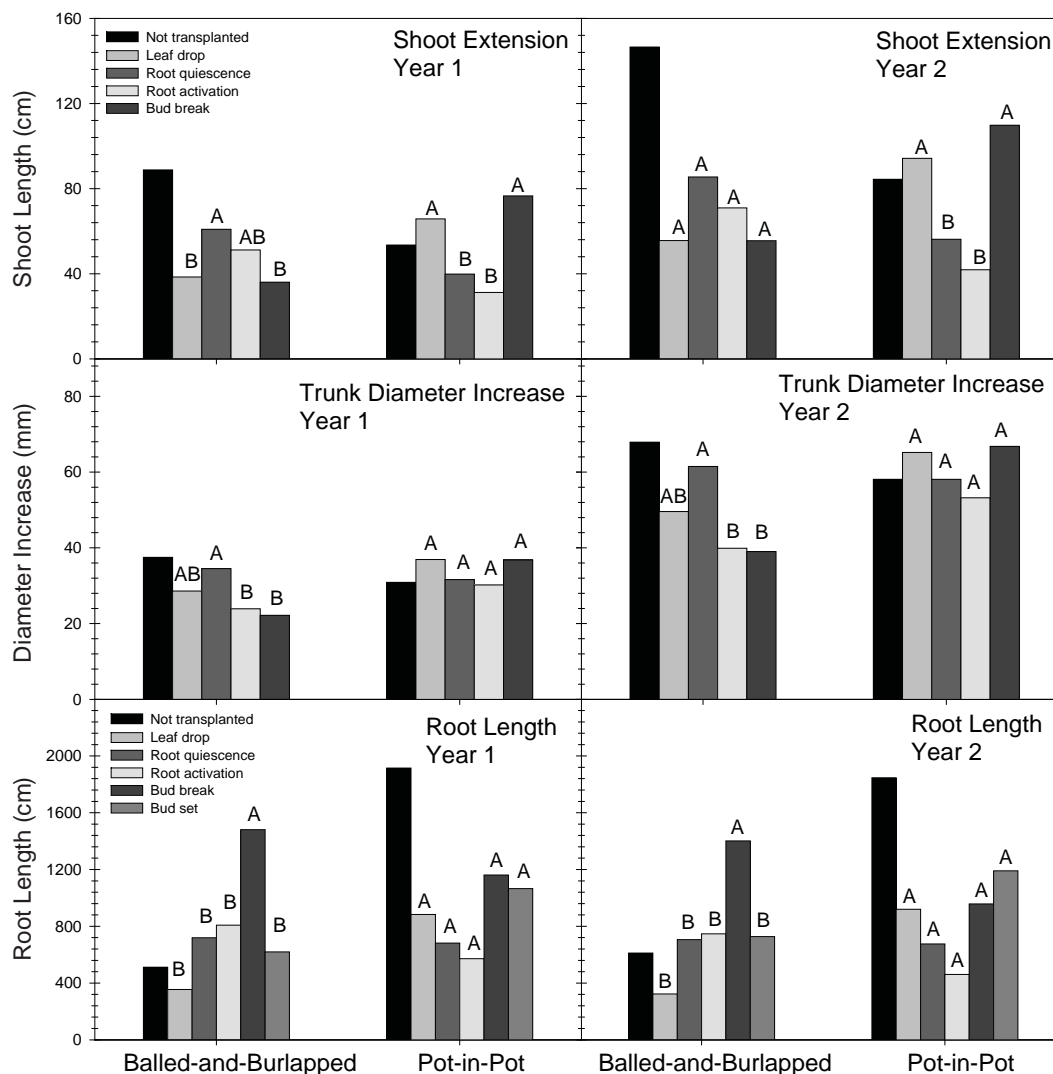 Shoot Length (cm)
160
120
80
40
0
Not transplanted
Leaf drop
Root quiescence
Root activation
Bud break
Shoot Extension
Year 1
B
A
AB
B
A
B
B
A
Shoot Extension
Year 2
A
A
A
A
A
B
B
A
Diameter Increase (mm)
80
60
40
20
0
Trunk Diameter Increase
Year 1
AB
A
B
B
A
A
A
A
Trunk Diameter Increase
Year 2
AB
A
B
B
A
A
A
A
Root Length (cm)
2000
1600
1200
800
400
0
Not transplanted
Leaf drop
Root quiescence
Root activation
Bud break
Bud set
Root Length
Year 1
B
B
B
A
B
A
A
A
A
A
Root Length
Year 2
B
B
B
A
B
A
A
A
A
A
Balled-and-Burlapped
Pot-in-Pot
Balled-and-Burlapped
Pot-in-Pot